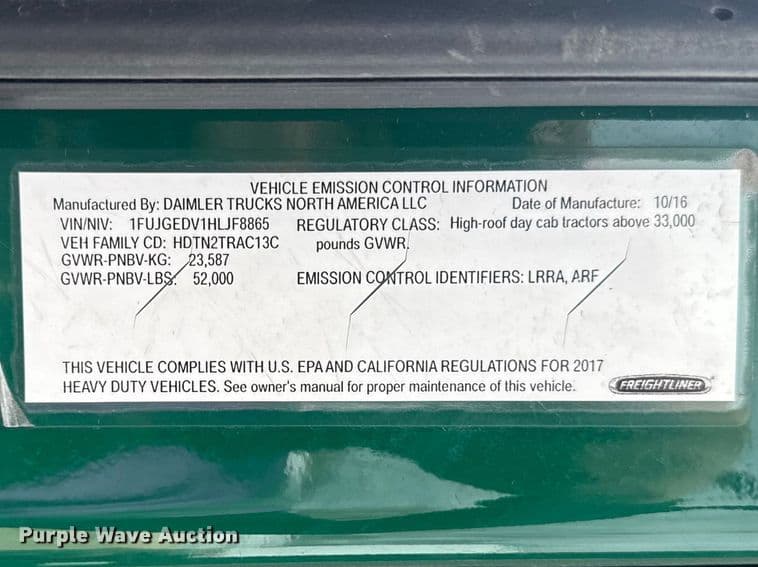 VEHICLE EMISSION CONTROL INFORMATION
Manufactured By: DAIMLER TRUCKS NORTH AMERICA LLC Date of Manufacture: 10/16
VIN/NIV: 1FUJGEDV1HLJF8865 REGULATORY CLASS: High-roof day cab tractors above 33,000
VEH FAMILY CD: HDTN2TRAC13C pounds GVWR.
GVWR-PNBV-KG: 23,587
GVWR-PNBV-LBS: 52,000 EMISSION CONTROL IDENTIFIERS: LRRA, ARF
THIS VEHICLE COMPLIES WITH U.S. EPA AND CALIFORNIA REGULATIONS FOR 2017
HEAVY DUTY VEHICLES. See owner's manual for proper maintenance of this vehicle.
FREIGHTLINER
Purple Wave Auction